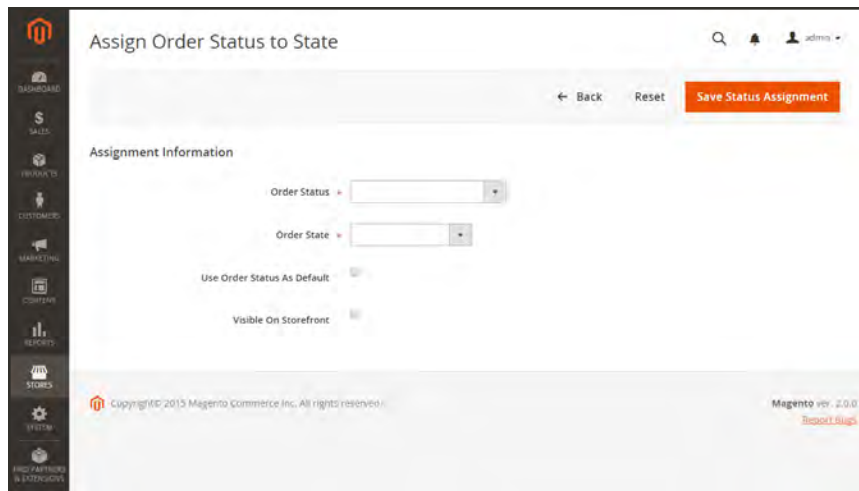 Assign Order Status to State
admin
DASHBOARD
SALES
PRODUCTS
CUSTOMERS
MARKETING
CONTENT
REPORTS
STORES
SYSTEM
FIND PARTNERS
& EXTENSIONS
← Back
Reset
Save Status Assignment
Assignment Information
Order Status *
Order State *
Use Order Status As Default
Visible On Storefront
Copyright© 2015 Magento Commerce Inc. All rights reserved.
Magento ver. 2.0.0
Report Bugs